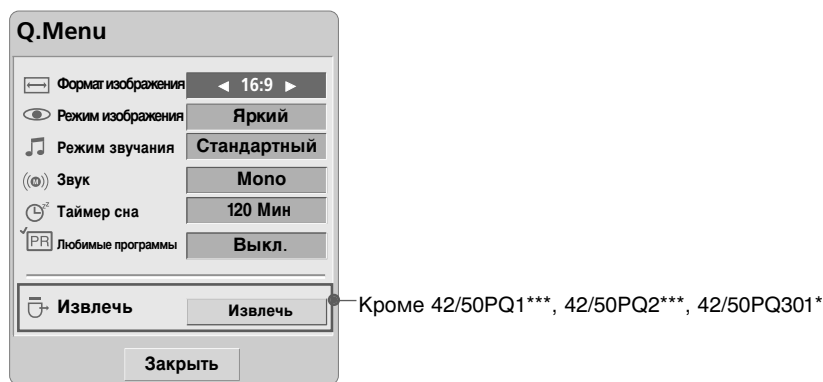 Q.Menu
Формат изображения ◄ 16:9 ►
Режим изображения Яркий
Режим звучания Стандартный
((M)) Звук Mono
zz Таймер сна 120 Мин
PR Любимые программы Выкл.
Извлечь Извлечь
Кроме 42/50PQ1***, 42/50PQ2***, 42/50PQ301*
Закрыть